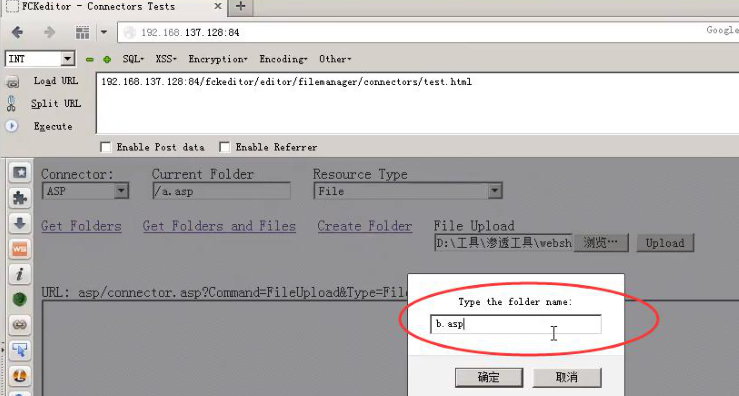 FCKeditor - Connectors Tests
192.168.137.128:84
Google
INT
SQL
XSS
Encryption
Encoding
Other
Load URL
192.168.137.128:84/fckeditor/editor/filemanager/connectors/test.html
Split URL
Execute
Enable Post data
Enable Referrer
Connector:
Current Folder
Resource Type
ASP
/a.asp
File
Get Folders
Get Folders and Files
Create Folder
File Upload
D:\工具\渗透工具\websh
浏览…
Upload
URL: asp/connector.asp?Command=FileUpload&Type=File
Type the folder name:
b.asp
确定
取消